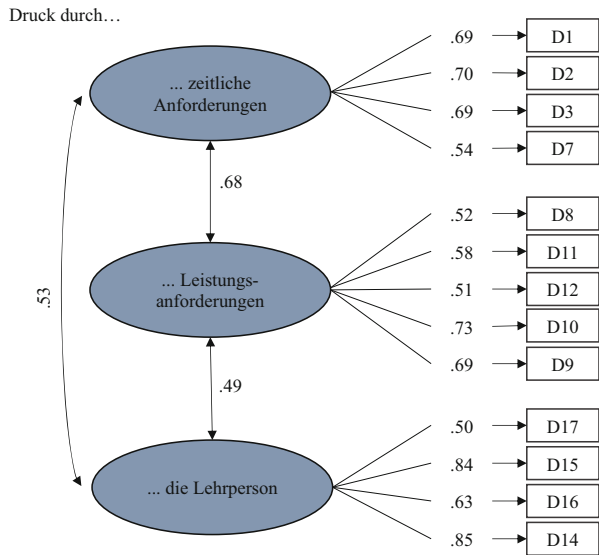 Druck durch…
.69 D1
... zeitliche
Anforderungen
.70 D2
.69 D3
.54 D7
.68
.52 D8
.58 D11
... Leistungs-
anforderungen
.51 D12
.73 D10
.69 D9
.53
.49
.50 D17
.84 D15
... die Lehrperson
.63 D16
.85 D14